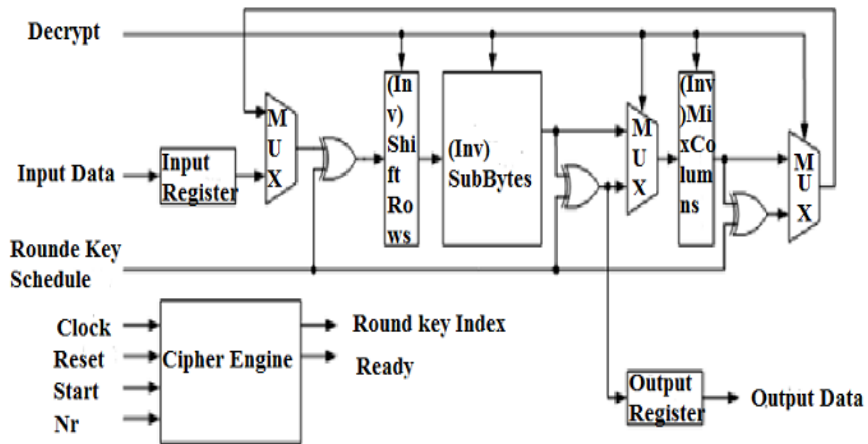 Decrypt
M
U
X
Input
Register
Input Data
(In
v)
Shi
ft
Ro
ws
(Inv)
SubBytes
M
U
X
(Inv
)Mi
xCo
lum
ns
M
U
X
Rounde Key
Schedule
Clock
Reset
Start
Nr
Cipher Engine
Round key Index
Ready
Output
Register
Output Data